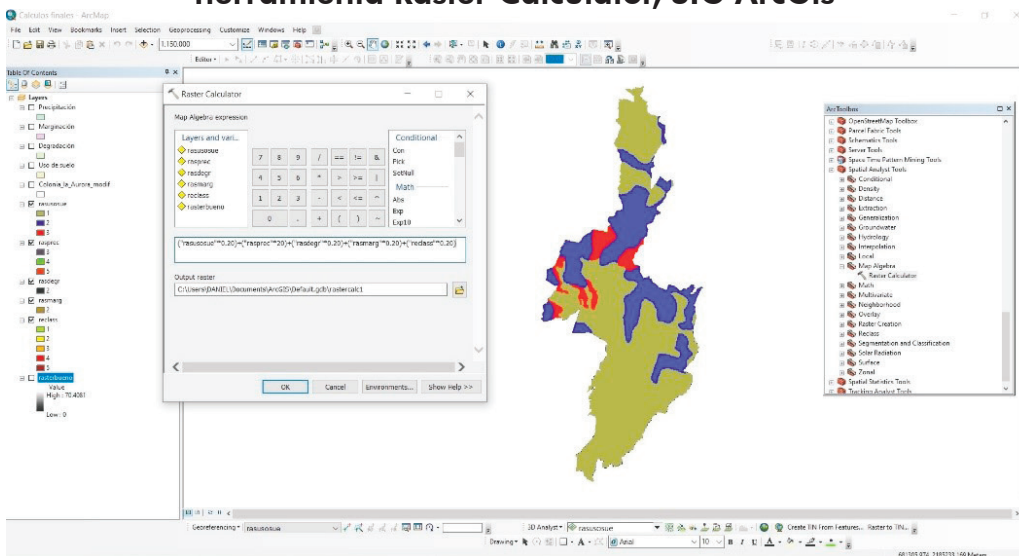 Herramienta Raster Calculator, SIG ArcGis
Calculos finales - ArcMap
File Edit View Bookmarks Insert Selection Geoprocessing Customize Windows Help
1:150,000
Editor
Table Of Contents
Layers
Precipitación
Marginación
Degradación
Uso de suelo
Colonia_la_Aurora_modif
rasusosue
1
2
3
rasprec
3
4
5
rasdegr
2
rasmarg
2
reclass
1
2
3
4
5
rasterbueno
Value
High : 70.4081
Low : 0
Raster Calculator
Map Algebra expression
Layers and vari...
rasusosue
rasprec
rasdegr
rasmarg
reclass
rasterbueno
7 8 9 / == != &
4 5 6 * > >= |
1 2 3 - < <= ^
0 . + ( ) ~
Conditional
Con
Pick
SetNull
Math
Abs
Exp
Exp10
("rasusosue"*0.20)+("rasprec"*20)+("rasdegr"*0.20)+("rasmarg"*0.20)+("reclass"*0.20)
Output raster
C:\Users\DANIEL\Documents\ArcGIS\Default.gdb\rastercalc1
OK Cancel Environments... Show Help >>
ArcToolbox
OpenStreetMap Toolbox
Parcel Fabric Tools
Schematics Tools
Server Tools
Space Time Pattern Mining Tools
Spatial Analyst Tools
Conditional
Density
Distance
Extraction
Generalization
Groundwater
Hydrology
Interpolation
Local
Map Algebra
Raster Calculator
Math
Multivariate
Neighborhood
Overlay
Raster Creation
Reclass
Segmentation and Classification
Solar Radiation
Surface
Zonal
Spatial Statistics Tools
Tracking Analyst Tools
Georeferencing rasusosue
3D Analyst rasusosue Create TIN From Features... Raster to TIN...
Drawing A Arial 10 B I U A